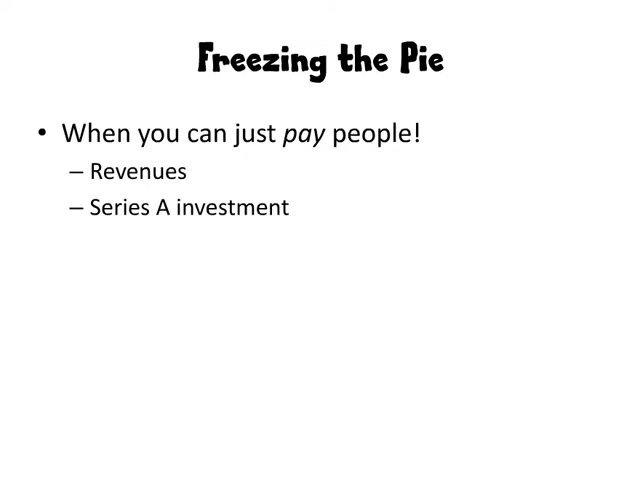 Freezing the Pie
• When you can just pay people!
– Revenues
– Series A investment